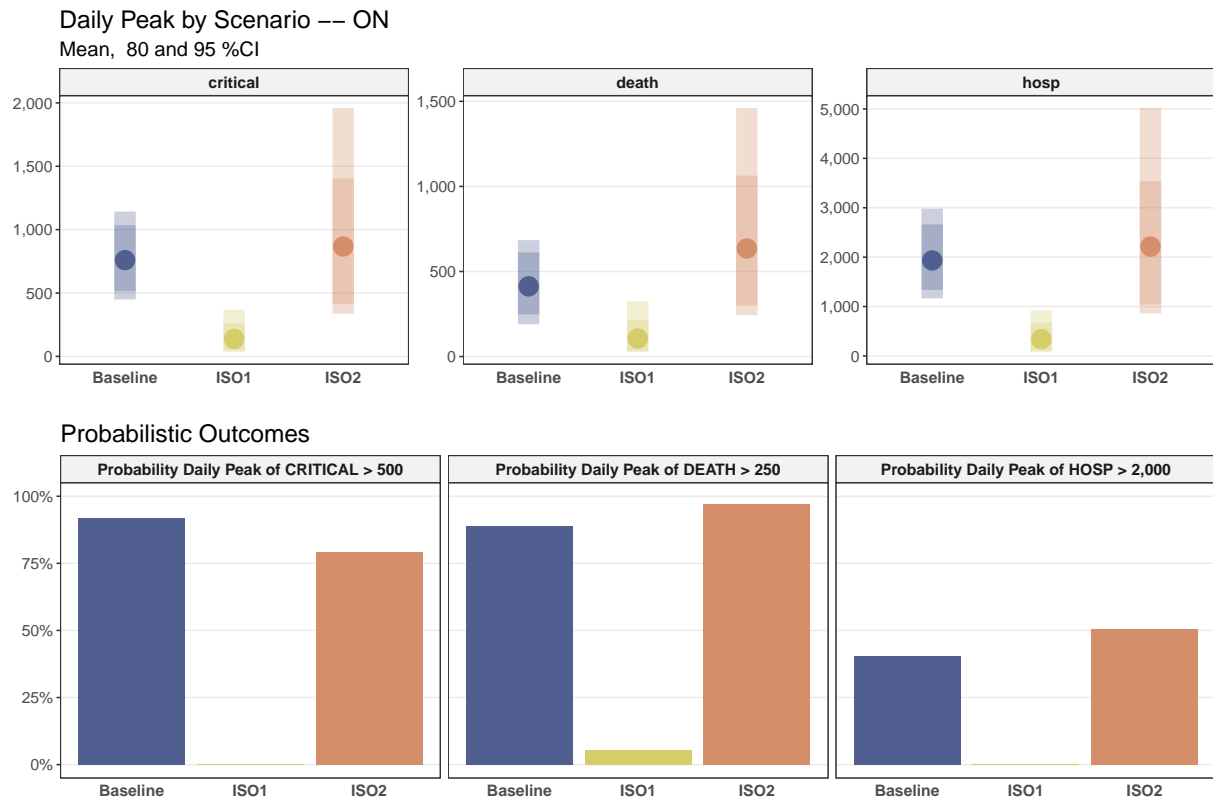 Daily Peak by Scenario −− ON
Mean,  80 and 95 %CI
critical
death
hosp
2,000
1,500
1,000
500
0
1,500
1,000
500
0
5,000
4,000
3,000
2,000
1,000
0
Baseline ISO1 ISO2
Baseline ISO1 ISO2
Baseline ISO1 ISO2
Probabilistic Outcomes
Probability Daily Peak of CRITICAL > 500
Probability Daily Peak of DEATH > 250
Probability Daily Peak of HOSP > 2,000
100%
75%
50%
25%
0%
Baseline ISO1 ISO2
Baseline ISO1 ISO2
Baseline ISO1 ISO2